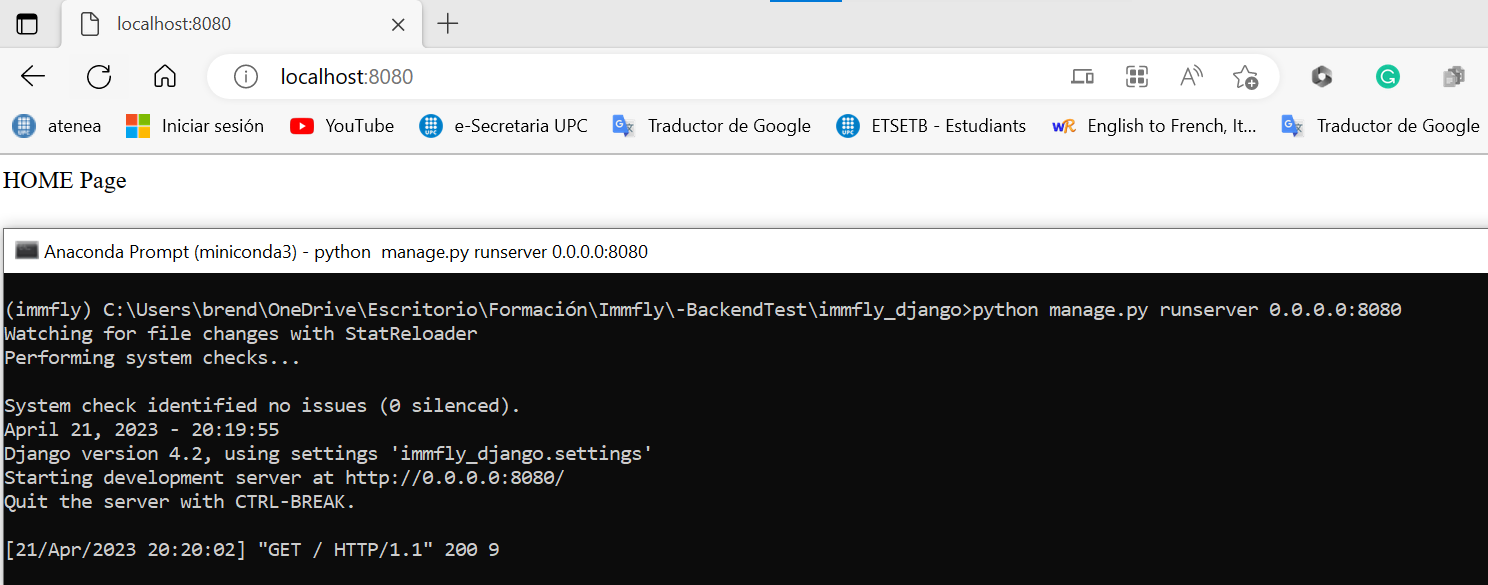 localhost:8080
localhost:8080
atenea Iniciar sesión YouTube e-Secretaria UPC Traductor de Google ETSETB - Estudiants English to French, It... Traductor de Google
HOME Page
Anaconda Prompt (miniconda3) - python  manage.py runserver 0.0.0.0:8080
(immfly) C:\Users\brend\OneDrive\Escritorio\Formación\Immfly\-BackendTest\immfly_django>python manage.py runserver 0.0.0.0:8080
Watching for file changes with StatReloader
Performing system checks...
System check identified no issues (0 silenced).
April 21, 2023 - 20:19:55
Django version 4.2, using settings 'immfly_django.settings'
Starting development server at http://0.0.0.0:8080/
Quit the server with CTRL-BREAK.
[21/Apr/2023 20:20:02] "GET / HTTP/1.1" 200 9